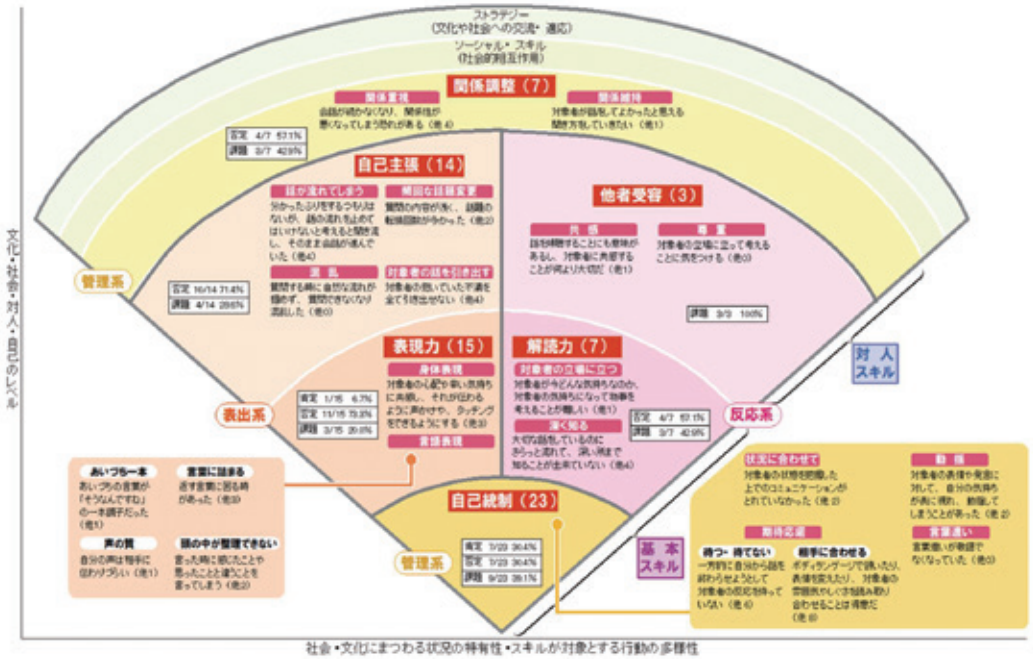 ストラテジー
(文化や社会への交流・適応)
ソーシャル・スキル
(社会的相互作用)
関係調整(7)
関係重視
会話が続かなくなり、関係性が
悪くなってしまう恐れがある(他4)
関係維持
対象者が話をしてよかったと思える
聞き方をしていきたい(他1)
否定 4/7 57.1%
課題 3/7 42.9%
管理系
自己主張(14)
話が流れてしまう
分かったふりをするつもりは
ないが、話の流れを止めて
はいけないと考えると聞き流
し、そのまま会話が進んで
いた(他4)
頻回な話題変更
質問の内容が浅く、話題の
転換回数が多かった(他2)
混乱
質問する時に自然な流れが
掴めず、質問できなくなり
混乱した(他0)
対象者の話を引き出す
対象者の抱いていた不満を
全て引き出せない(他4)
否定 10/14 71.4%
課題 4/14 28.6%
他者受容(3)
共感
話を傾聴することにも意味が
あるし、対象者に共感する
ことが何より大切だ(他1)
尊重
対象者の立場に立って考える
ことに気をつける(他0)
課題 3/3 100%
表出系
表現力(15)
身体表現
対象者の心配や辛い気持ち
に共感し、それが伝わる
ように声かけや、タッチング
をできるようにする(他3)
言語表現
肯定 1/15 6.7%
否定 11/15 73.3%
課題 3/15 20.0%
解読力(7)
対象者の立場に立つ
対象者が今どんな気持ちなのか、
対象者の気持ちになって物事を
考えることが難しい(他1)
深く知る
大切な話をしているのに
さらっと流れて、深い所まで
知ることが出来ていない(他4)
否定 4/7 57.1%
課題 3/7 42.9%
反応系
対人
スキル
あいづち一本
あいづちの言葉が
「そうなんですね」
の一本調子だった
(他1)
言葉に詰まる
返す言葉に困る時
があった(他3)
声の質
自分の声は相手に
伝わりづらい(他1)
頭の中が整理できない
言った時に感じたことや
思ったことと違うことを
言ってしまう(他2)
自己統制(23)
管理系
肯定 7/23 30.4%
否定 7/23 30.4%
課題 9/23 39.1%
基本
スキル
状況に合わせて
対象者の状態を把握した
上でのコミュニケーションが
とれていなかった(他2)
動揺
対象者の表情や発言に
対して、自分の気持ち
が表に現れ、動揺して
しまうことがあった(他2)
期待応諾
待つ・待てない
一方的に自分から話を
終わらせようとして
対象者の反応を待って
いない(他6)
相手に合わせる
ボディランゲージで誘いたり、
表情を変えたり、対象者の
雰囲気やしぐさを読み取り
合わせることは得意だ
(他8)
言葉遣い
言葉遣いが敬語で
なくなっていた(他0)
文化・社会・対人・自己のレベル
社会・文化にまつわる状況の特有性・スキルが対象とする行動の多様性